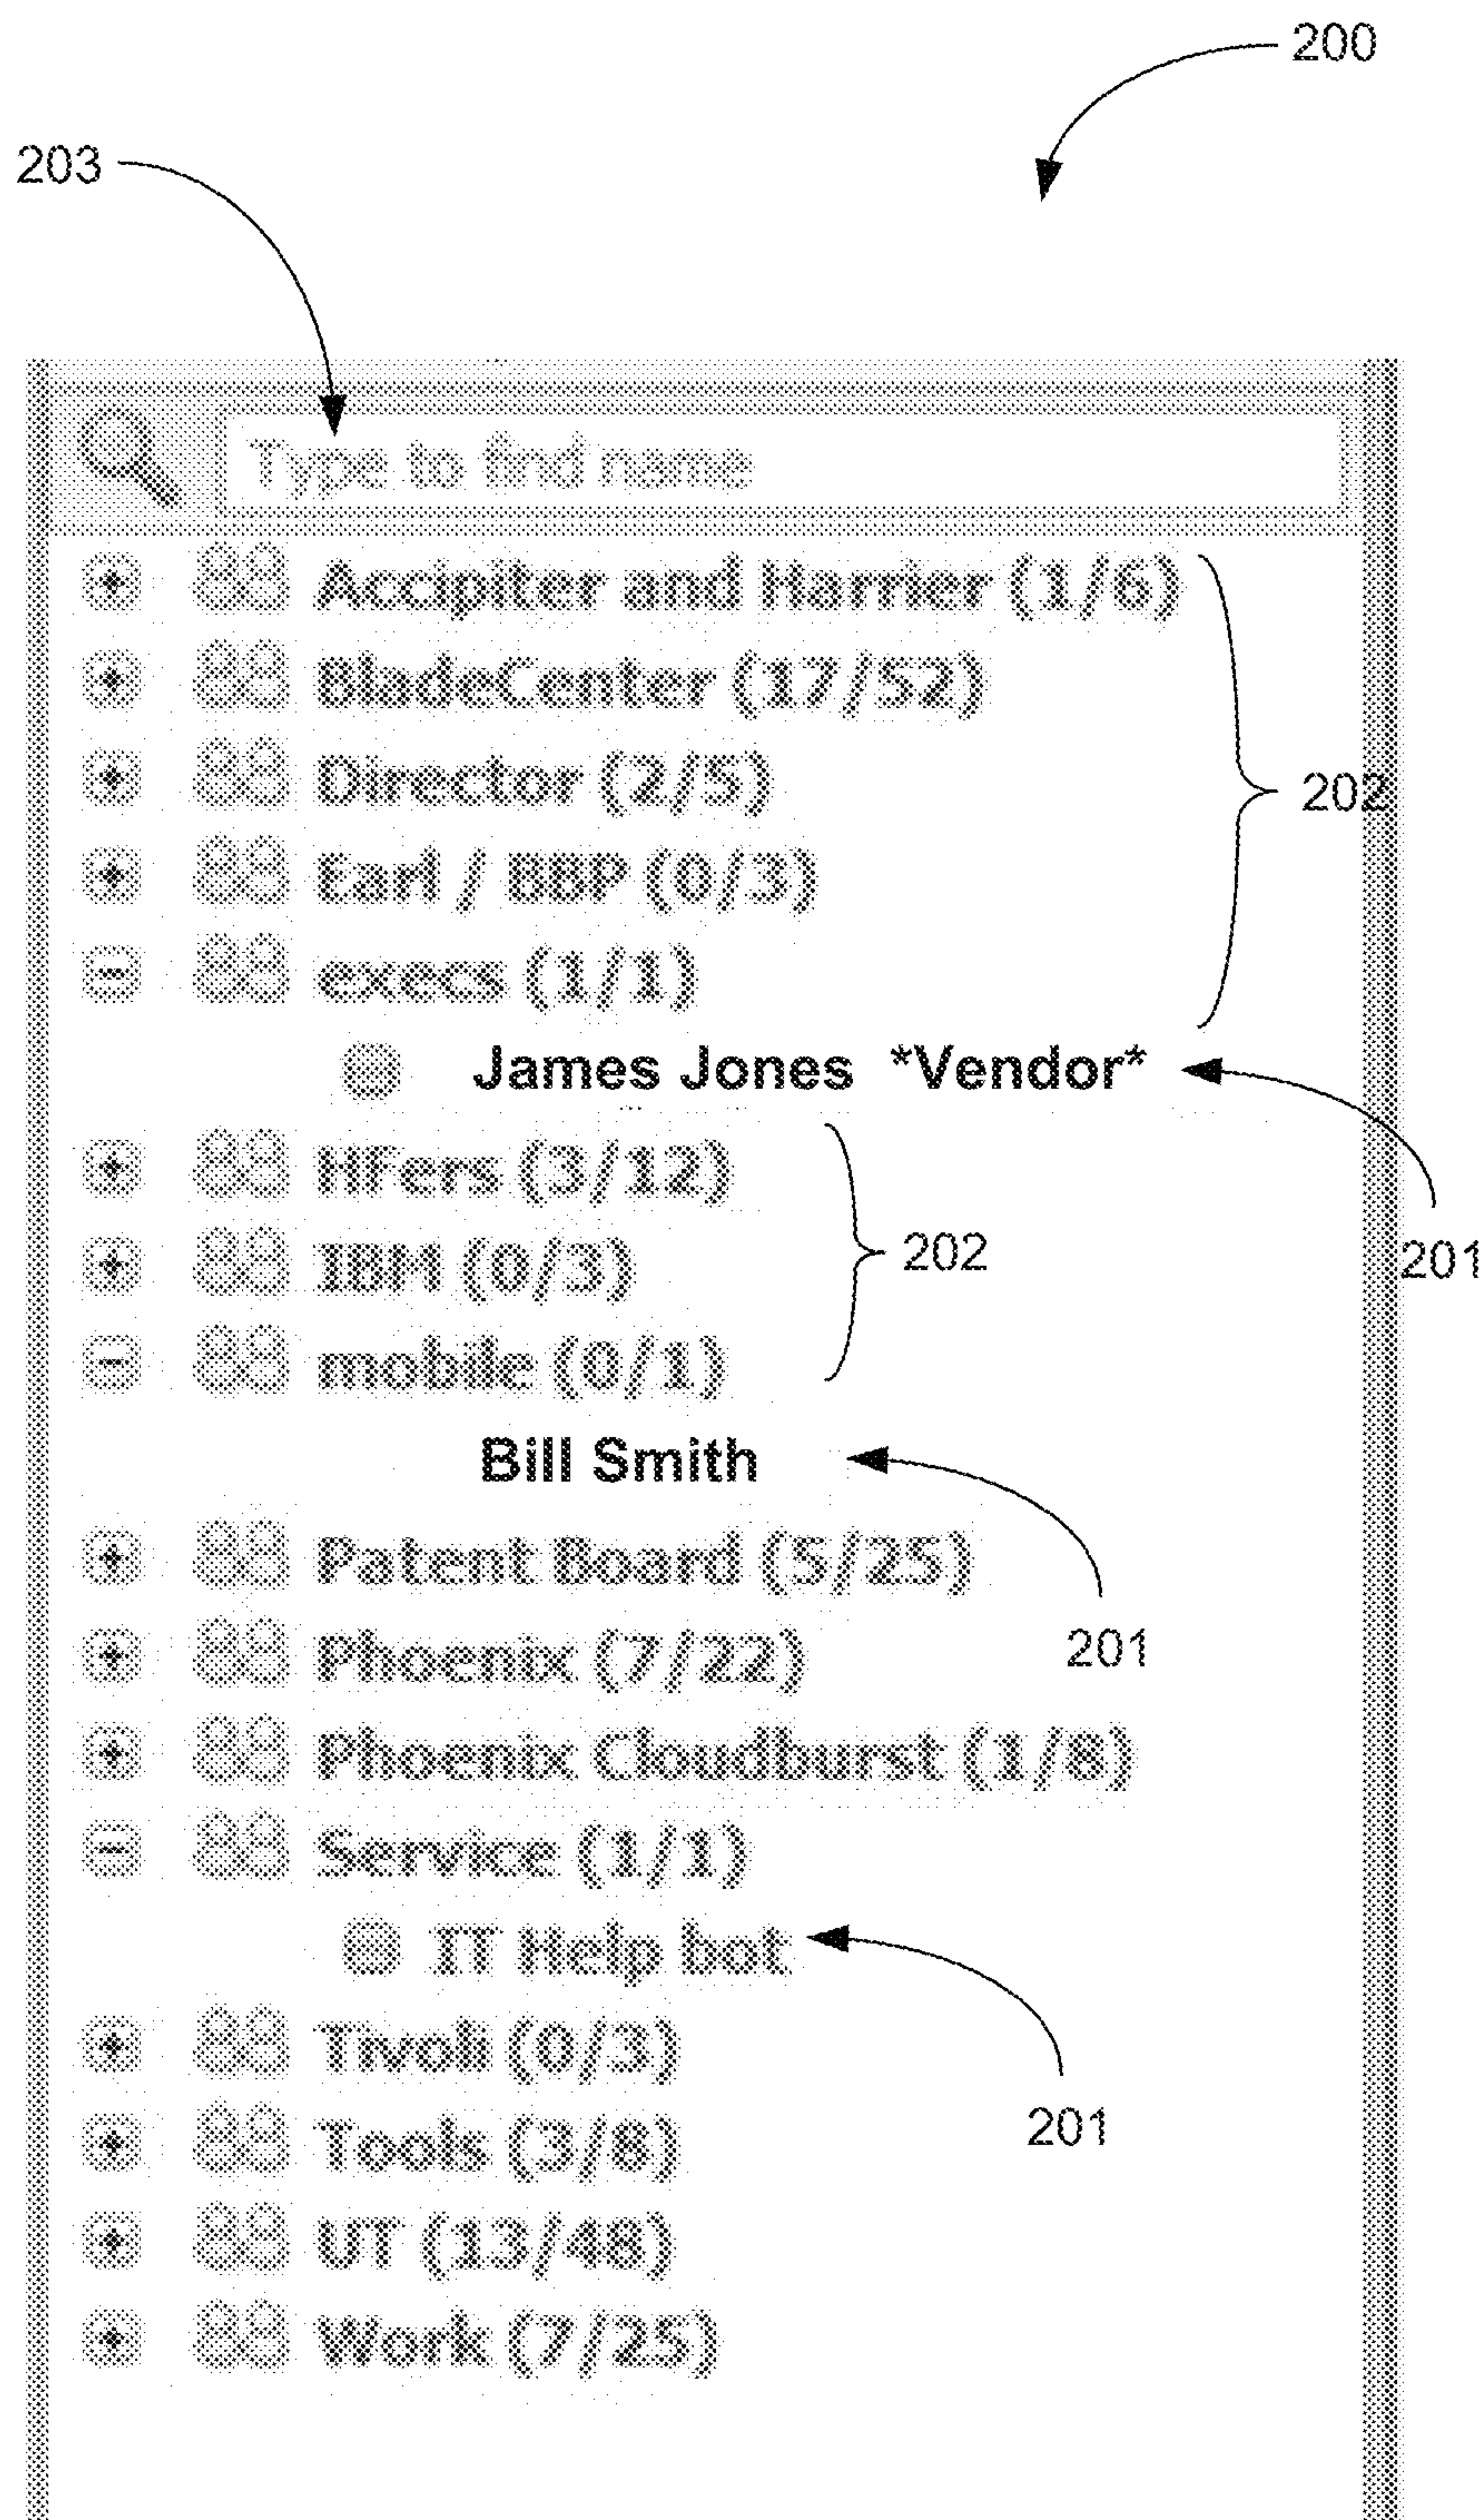 200
203
Type to find name
Accipiter and Harrier (1/6)
BladeCenter (17/52)
Director (2/5)
202
Earl / BBP (0/3)
execs (1/1)
James Jones *Vendor*
HFers (3/12)
IBM (0/3)
202
201
mobile (0/1)
Bill Smith
Patent Board (5/25)
201
Phoenix (7/22)
Phoenix Cloudburst (1/8)
Service (1/1)
IT Help bot
Tivoli (0/3)
201
Tools (3/8)
UT (13/48)
Work (7/25)